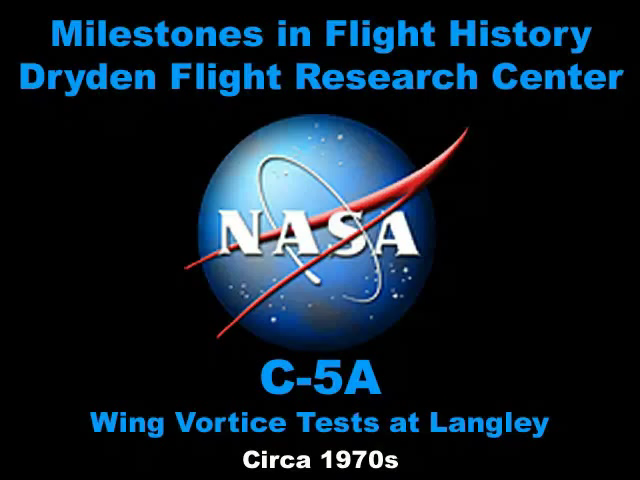 Milestones in Flight History
Dryden Flight Research Center
NASA
C-5A
Wing Vortice Tests at Langley
Circa 1970s